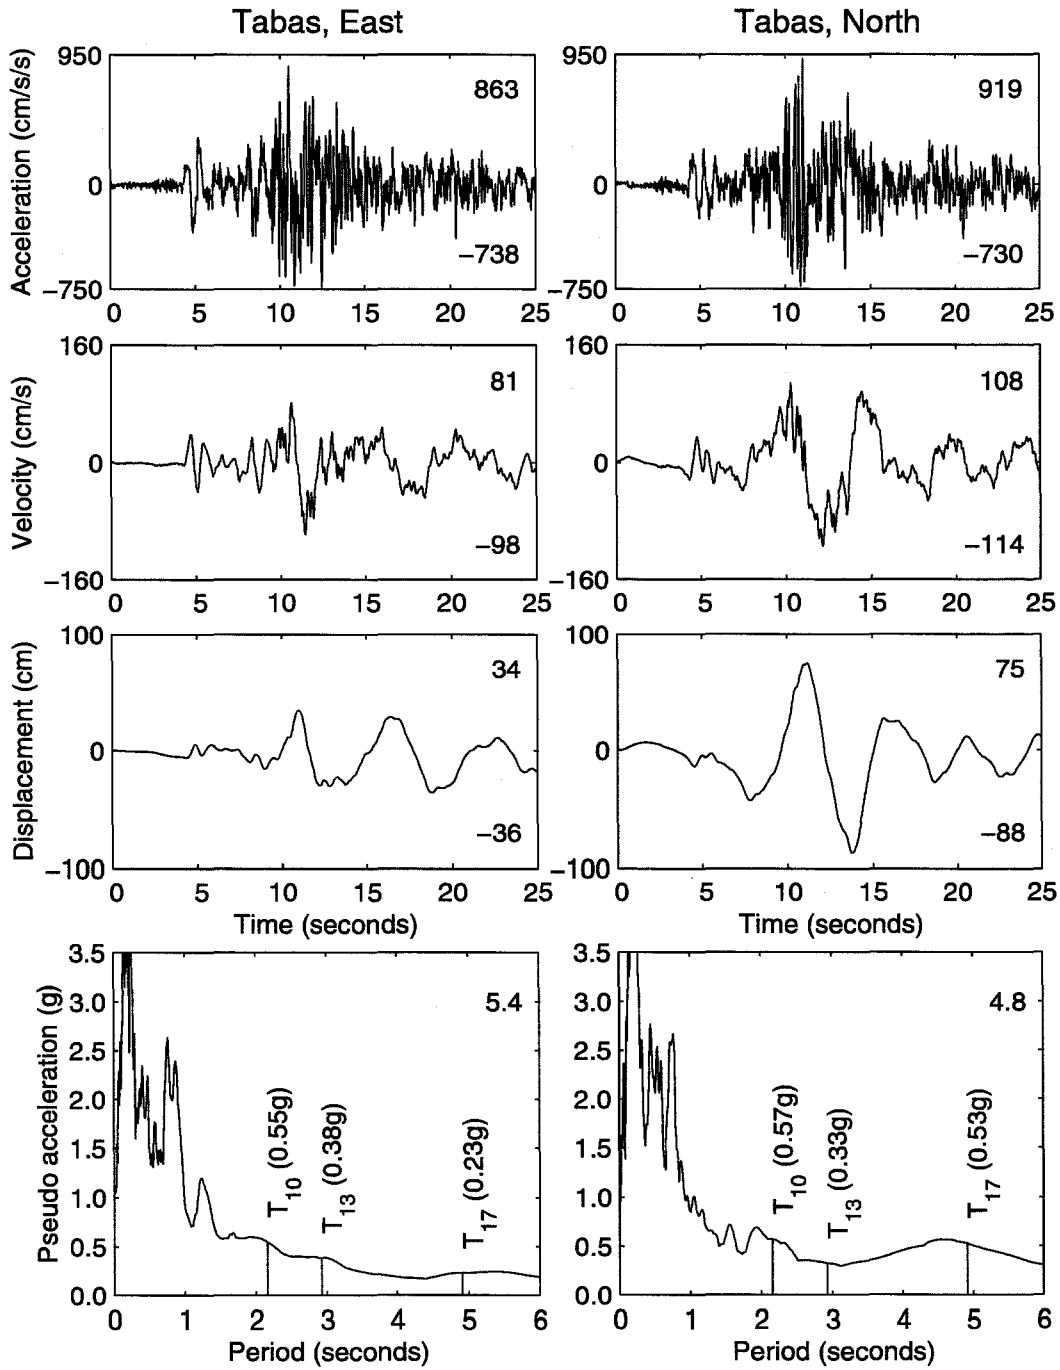 Tabas, East
Tabas, North
Acceleration (cm/s/s)
950
0
−750
863
−738
0 5 10 15 20 25
950
0
−750
919
−730
0 5 10 15 20 25
Velocity (cm/s)
160
0
−160
81
−98
0 5 10 15 20 25
160
0
−160
108
−114
0 5 10 15 20 25
Displacement (cm)
100
0
−100
34
−36
0 5 10 15 20 25
Time (seconds)
100
0
−100
75
−88
0 5 10 15 20 25
Time (seconds)
Pseudo acceleration (g)
3.5
3.0
2.5
2.0
1.5
1.0
0.5
0.0
5.4
T10 (0.55g)
T13 (0.38g)
T17 (0.23g)
0 1 2 3 4 5 6
Period (seconds)
3.5
3.0
2.5
2.0
1.5
1.0
0.5
0.0
4.8
T10 (0.57g)
T13 (0.33g)
T17 (0.53g)
0 1 2 3 4 5 6
Period (seconds)